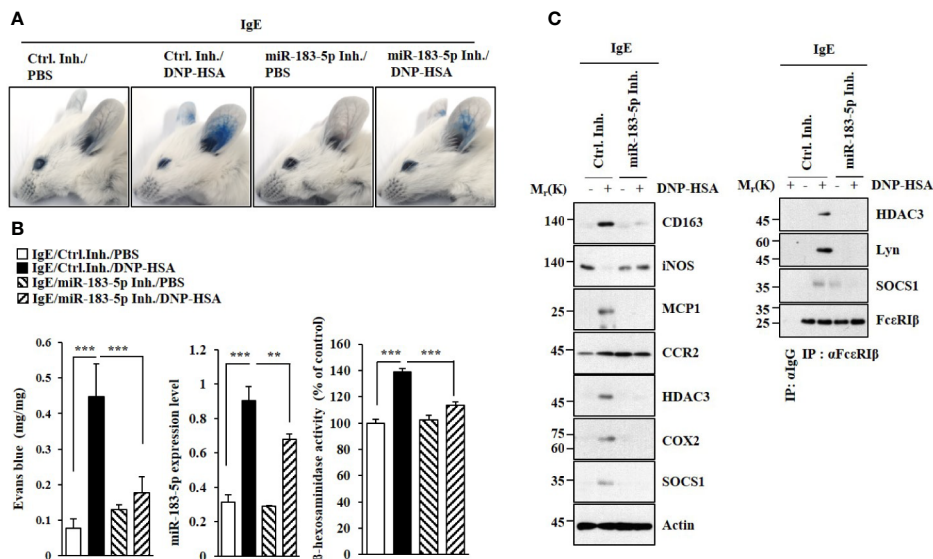 A
IgE
Ctrl. Inh./ Ctrl. Inh./ miR-183-5p Inh./ miR-183-5p Inh./
PBS DNP-HSA PBS DNP-HSA
B
IgE/Ctrl.Inh./PBS
IgE/Ctrl.Inh./DNP-HSA
IgE/miR-183-5p Inh./PBS
IgE/miR-183-5p Inh./DNP-HSA
Evans blue (mg/mg)
0.6
0.5
0.4
0.3
0.2
0.1
0
*** ***
miR-183-5p expression level
1.4
1.2
1
0.8
0.6
0.4
0.2
0
*** **
β-hexosaminidase activity (% of control)
160
140
120
100
80
60
40
20
0
*** ***
C
IgE
Ctrl. Inh.
miR-183-5p Inh.
Mr(K) - + - + DNP-HSA
140 CD163
140 iNOS
25 MCP1
45 CCR2
45 HDAC3
75
60 COX2
35 SOCS1
45 Actin
IgE
Ctrl. Inh.
miR-183-5p Inh.
Mr(K) + - + - + DNP-HSA
45 HDAC3
60
45 Lyn
35 SOCS1
35
25 FcεRIβ
IP: αIgG
IP : αFcεRIβ